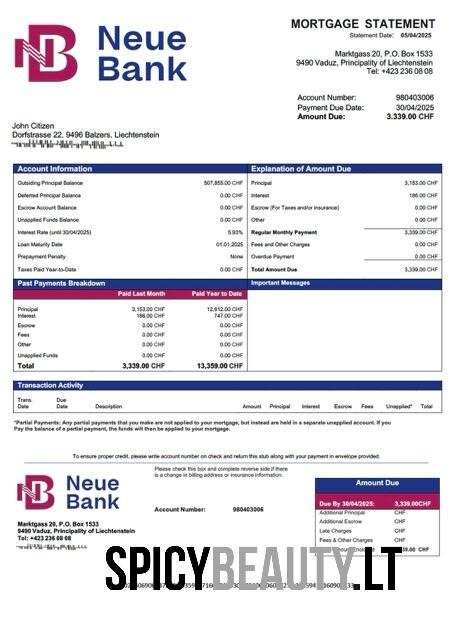 MORTGAGE STATEMENT
Statement Date: 05/04/2025
NB Neue
Bank
Marktgass 20, P.O. Box 1533
9490 Vaduz, Principality of Liechtenstein
Tel: +423 236 08 08
Account Number: 980403006
Payment Due Date: 30/04/2025
Amount Due: 3.339.00 CHF
John Citizen
Dorfstrasse 22, 9496 Balzers, Liechtenstein
Account Information
Outsiding Principal Balance 507,855.00 CHF
Deferred Principal Balance 0.00 CHF
Escrow Account Balance 0.00 CHF
Unapplied Funds Balance 0.00 CHF
Interest Rate (until 30/04/2025) 5.93%
Loan Maturity Date 01.01.2025
Prepayment Penalty None
Taxes Paid Year-to-Date 0.00 CHF
Explanation of Amount Due
Principal 3,153.00 CHF
Interest 186.00 CHF
Escrow (For Taxes and/or insurance) 0.00 CHF
Other 0.00 CHF
Regular Monthly Payment 3,339.00 CHF
Fees and Other Charges 0.00 CHF
Overdue Payment 0.00 CHF
Total Amount Due 3,339.00 CHF
Past Payments Breakdown
Paid Last Month Paid Year to Date
Principal 3,153.00 CHF 12,612.00 CHF
Interest 186.00 CHF 747.00 CHF
Escrow 0.00 CHF 0.00 CHF
Fees 0.00 CHF 0.00 CHF
Other 0.00 CHF 0.00 CHF
Unapplied Funds 0.00 CHF 0.00 CHF
Total 3,339.00 CHF 13,359.00 CHF
Important Messages
Transaction Activity
Trans. Date Due Date Description Amount Principal Interest Escrow Fees Unapplied* Total
*Partial Payments: Any partial payments that you make are not applied to your mortgage, but instead are held in a separate unapplied account. If you
Pay the balance of a partial payment, the funds will then be applied to your mortgage.
To ensure proper credit, please write account number on check and return this stub along with your payment in envelope provided.
NB Neue
Bank
Please check this box and complete reverse side if there
is a change in billing address or insurance information.
Marktgass 20, P.O. Box 1533
9490 Vaduz, Principality of Liechtenstein
Tel: +423 236 08 08
Account Number: 980403006
Amount Due
Due By 30/04/2025: 3,339.00CHF
Additional Principal CHF
Additional Escrow CHF
Late Charges CHF
Fees & Other Charges CHF
SPICYBEAUTY.LT